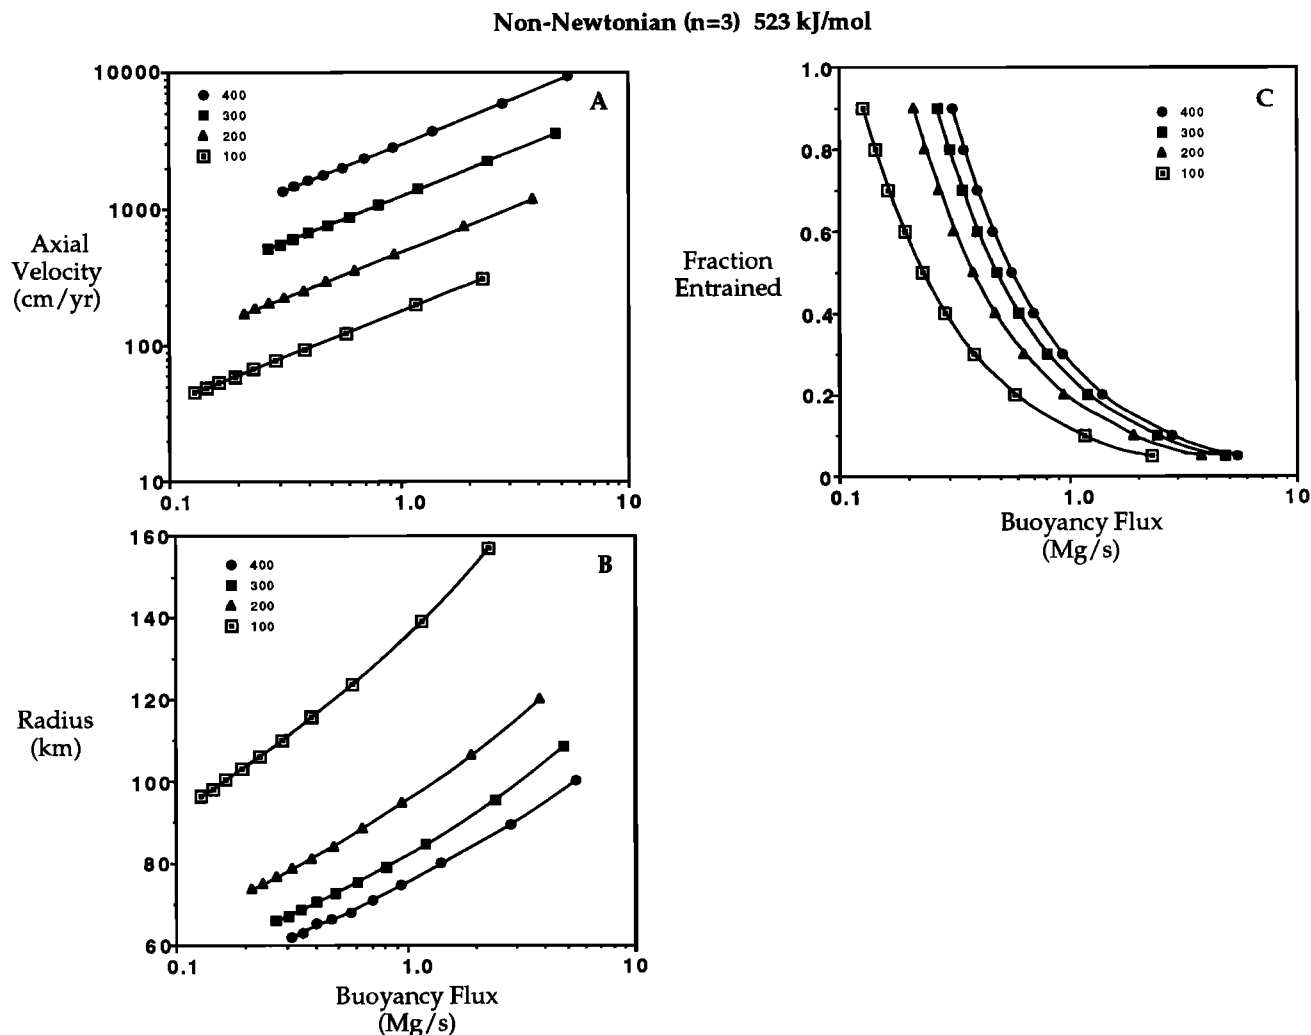 Non-Newtonian (n=3) 523 kJ/mol
A
400
300
200
100
10000
1000
100
10
Axial
Velocity
(cm/yr)
0.1
1.0
10
B
400
300
200
100
160
140
120
100
80
60
Radius
(km)
0.1
1.0
10
Buoyancy Flux
(Mg/s)
C
400
300
200
100
1.0
0.8
0.6
0.4
0.2
0
Fraction
Entrained
0.1
1.0
10
Buoyancy Flux
(Mg/s)